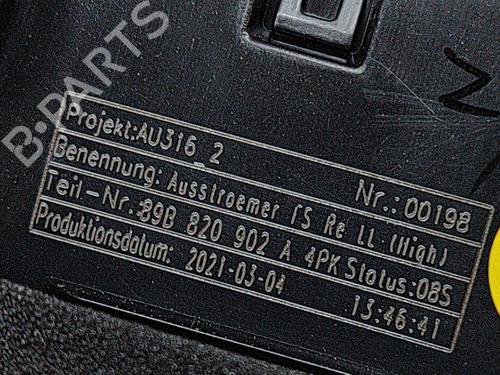 B-PARTS
Projekt:AU316_2 Nr.:00198
Benennung: Ausstroemer FS Re LL (High)
Teil-Nr.:89B 820 902 A 4PK Status:08S
Produktionsdatum: 2021-03-04 13:46:41